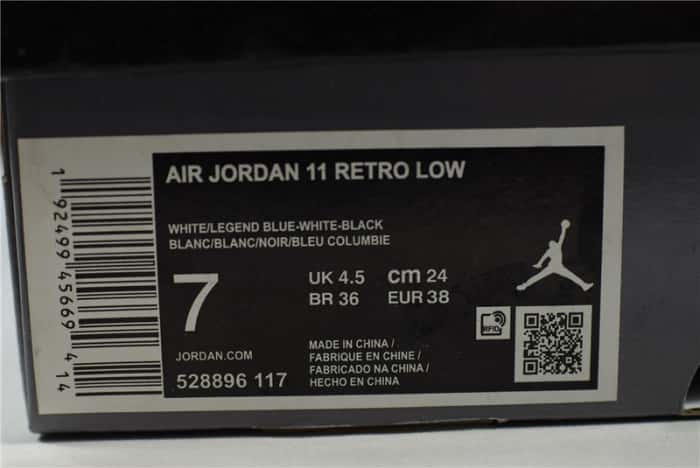 AIR JORDAN 11 RETRO LOW
WHITE/LEGEND BLUE-WHITE-BLACK
BLANC/BLANC/NOIR/BLEU COLUMBIE
7
UK 4.5 cm 24
BR 36 EUR 38
JORDAN.COM
528896 117
MADE IN CHINA /
FABRIQUE EN CHINE /
FABRICADO NA CHINA /
HECHO EN CHINA
RFID
1 92499 45669 4 14